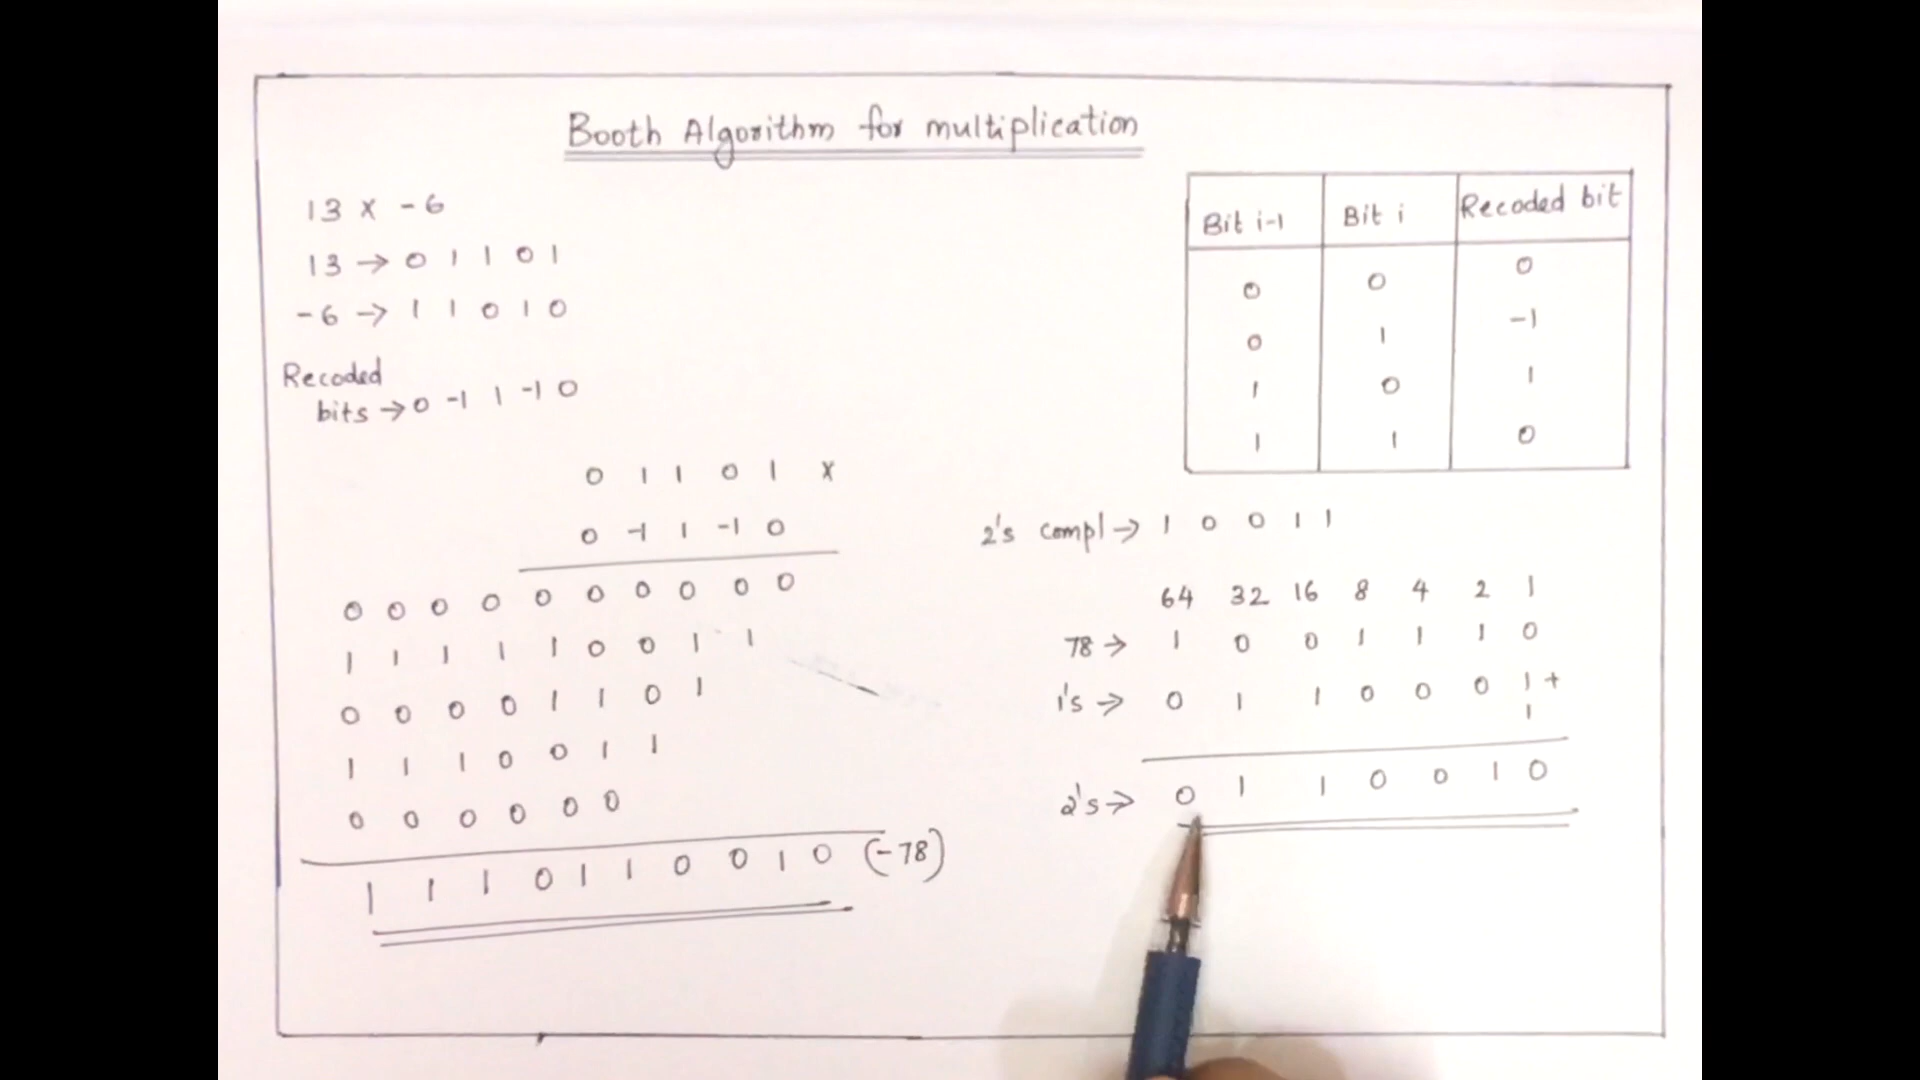 Booth Algorithm for multiplication
13 x -6
13 → 0 1 1 0 1
-6 → 1 1 0 1 0
Recoded
bits → 0 -1 1 -1 0
0 1 1 0 1 x
0 -1 1 -1 0
0 0 0 0 0 0 0 0 0 0
1 1 1 1 1 0 0 1 1
0 0 0 0 1 1 0 1
1 1 1 0 0 1 1
0 0 0 0 0 0
1 1 1 0 1 1 0 0 1 0 (-78)
Bit i-1 Bit i Recoded bit
0 0 0
0 1 -1
1 0 1
1 1 0
2's compl → 1 0 0 1 1
64 32 16 8 4 2 1
78 → 1 0 0 1 1 1 0
1's → 0 1 1 0 0 0 1 +
1
2's → 0 1 1 0 0 1 0